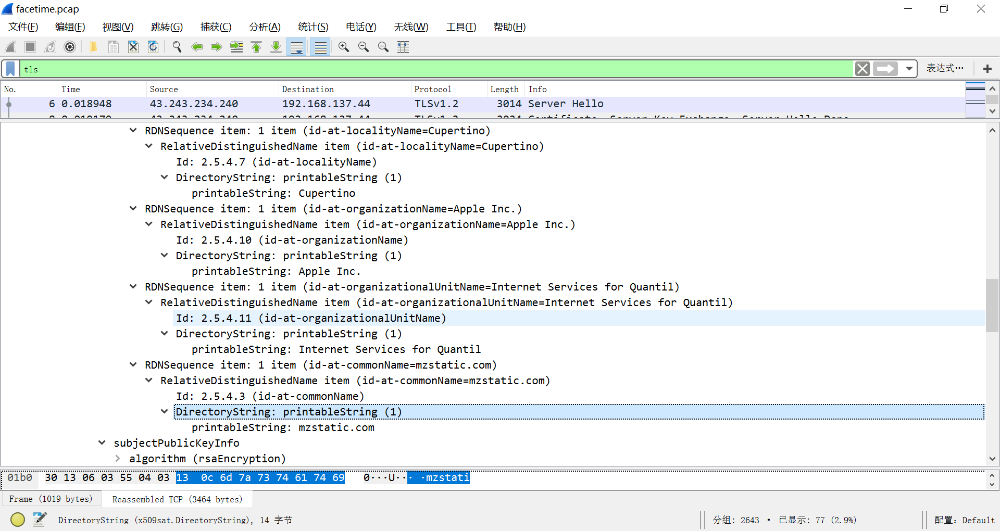 facetime.pcap
文件(F) 编辑(E) 视图(V) 跳转(G) 捕获(C) 分析(A) 统计(S) 电话(Y) 无线(W) 工具(T) 帮助(H)
tls 表达式…
No. Time Source Destination Protocol Length Info
6 0.018948 43.243.234.240 192.168.137.44 TLSv1.2 3014 Server Hello
RDNSequence item: 1 item (id-at-localityName=Cupertino)
RelativeDistinguishedName item (id-at-localityName=Cupertino)
Id: 2.5.4.7 (id-at-localityName)
DirectoryString: printableString (1)
printableString: Cupertino
RDNSequence item: 1 item (id-at-organizationName=Apple Inc.)
RelativeDistinguishedName item (id-at-organizationName=Apple Inc.)
Id: 2.5.4.10 (id-at-organizationName)
DirectoryString: printableString (1)
printableString: Apple Inc.
RDNSequence item: 1 item (id-at-organizationalUnitName=Internet Services for Quantil)
RelativeDistinguishedName item (id-at-organizationalUnitName=Internet Services for Quantil)
Id: 2.5.4.11 (id-at-organizationalUnitName)
DirectoryString: printableString (1)
printableString: Internet Services for Quantil
RDNSequence item: 1 item (id-at-commonName=mzstatic.com)
RelativeDistinguishedName item (id-at-commonName=mzstatic.com)
Id: 2.5.4.3 (id-at-commonName)
DirectoryString: printableString (1)
printableString: mzstatic.com
subjectPublicKeyInfo
algorithm (rsaEncryption)
01b0 30 13 06 03 55 04 03 13 0c 6d 7a 73 74 61 74 69 0···U··· ·mzstati
Frame (1019 bytes) Reassembled TCP (3464 bytes)
DirectoryString (x509sat.DirectoryString), 14 字节 分组: 2643 · 已显示: 77 (2.9%) 配置: Default